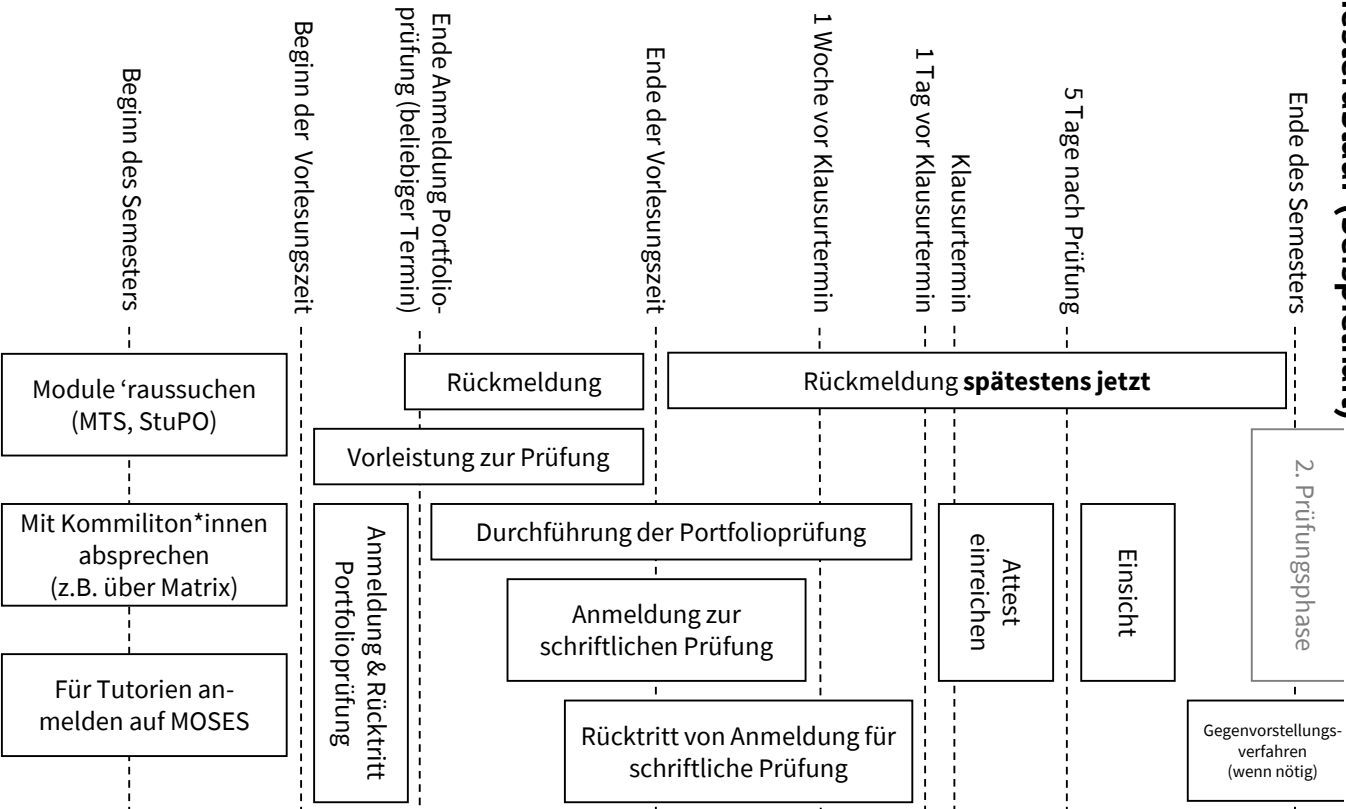 Beginn des Semesters
Beginn der Vorlesungszeit
Ende Anmeldung Portfolio-
prüfung (beliebiger Termin)
Ende der Vorlesungszeit
1 Woche vor Klausurtermin
1 Tag vor Klausurtermin
Klausurtermin
5 Tage nach Prüfung
Ende des Semesters
Module ‘raussuchen
(MTS, StuPO)
Rückmeldung
Rückmeldung spätestens jetzt
Vorleistung zur Prüfung
2. Prüfungsphase
Mit Kommiliton*innen
absprechen
(z.B. über Matrix)
Anmeldung & Rücktritt
Portfolioprüfung
Durchführung der Portfolioprüfung
Attest
einreichen
Einsicht
Anmeldung zur
schriftlichen Prüfung
Für Tutorien an-
melden auf MOSES
Rücktritt von Anmeldung für
schriftliche Prüfung
Gegenvorstellungs-
verfahren
(wenn nötig)